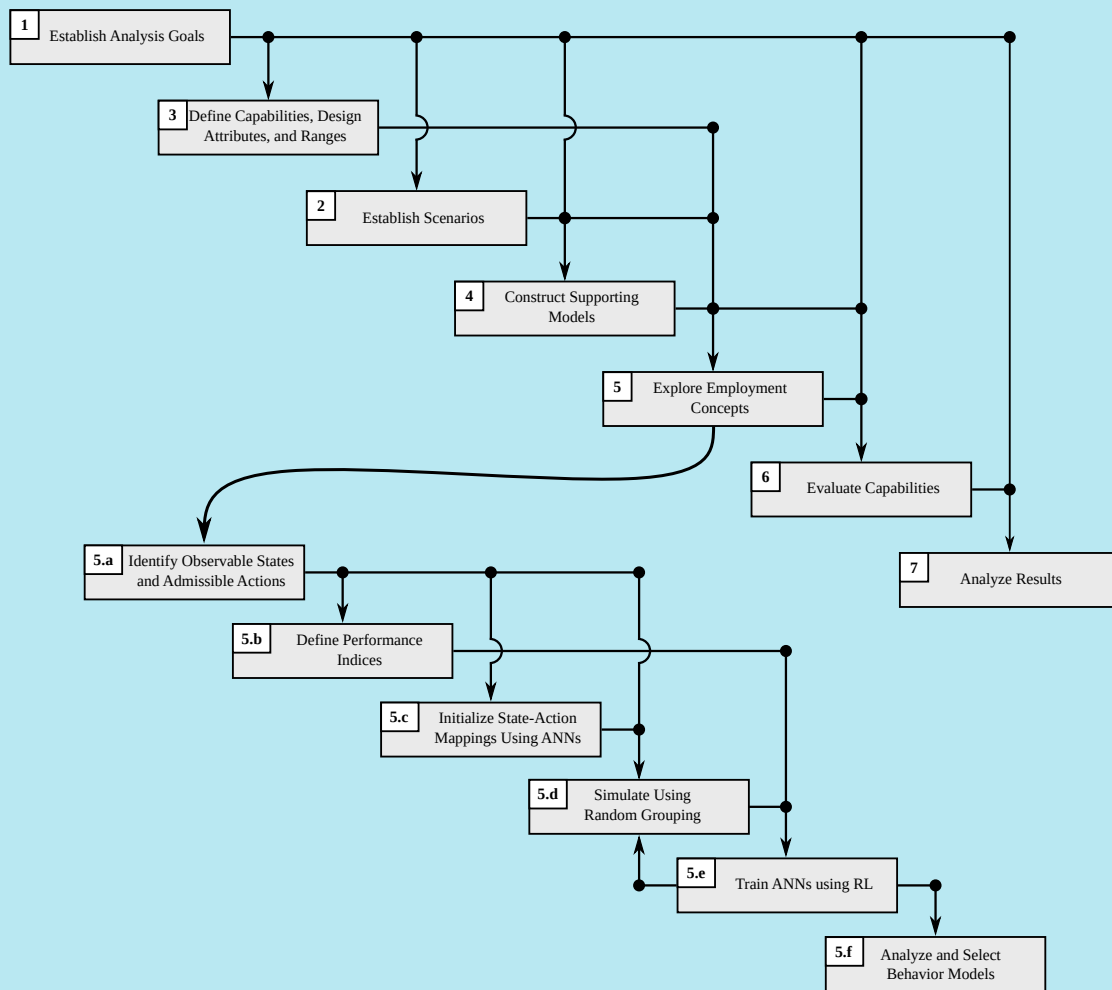 1
Establish Analysis Goals
3
Define Capabilities, Design
Attributes, and Ranges
2
Establish Scenarios
4
Construct Supporting
Models
5
Explore Employment
Concepts
6
Evaluate Capabilities
7
Analyze Results
5.a
Identify Observable States
and Admissible Actions
5.b
Define Performance
Indices
5.c
Initialize State-Action
Mappings Using ANNs
5.d
Simulate Using
Random Grouping
5.e
Train ANNs using RL
5.f
Analyze and Select
Behavior Models